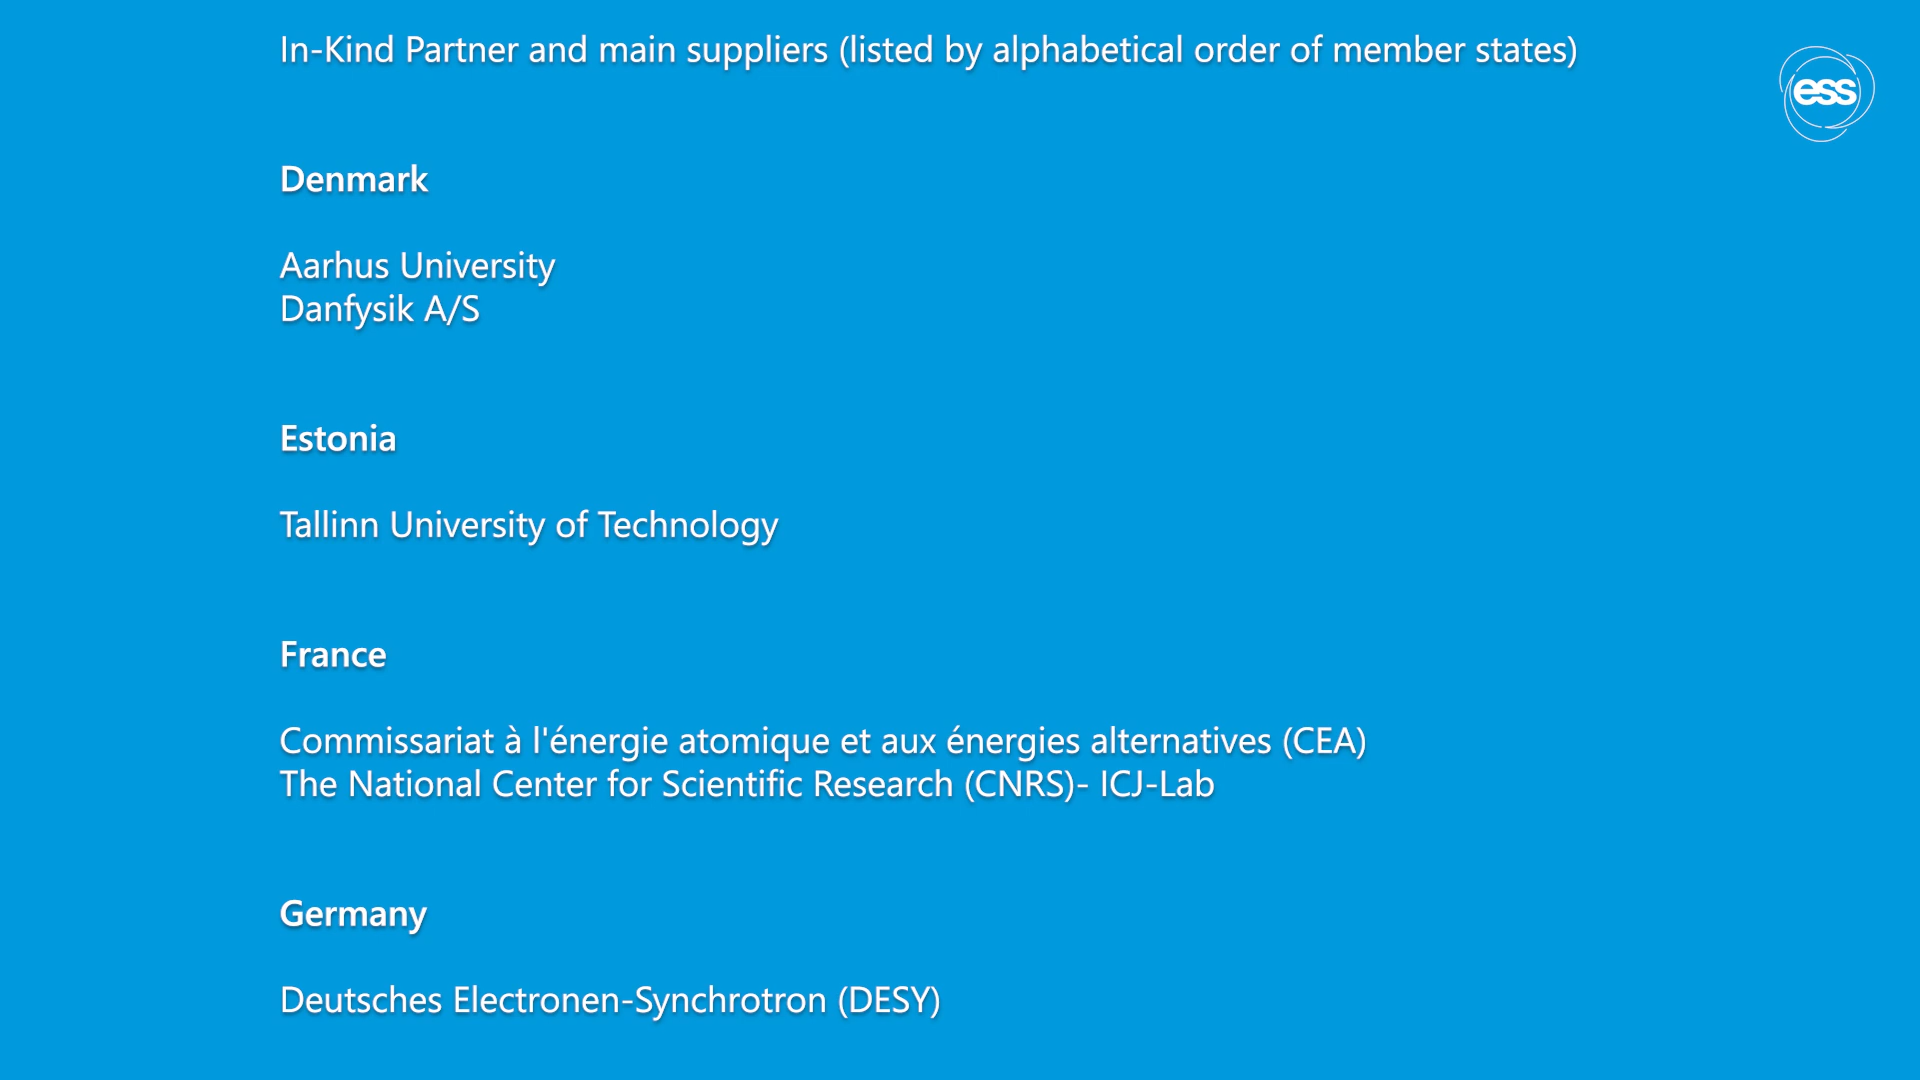 In-Kind Partner and main suppliers (listed by alphabetical order of member states)
ess
Denmark
Aarhus University
Danfysik A/S
Estonia
Tallinn University of Technology
France
Commissariat à l'énergie atomique et aux énergies alternatives (CEA)
The National Center for Scientific Research (CNRS)- ICJ-Lab
Germany
Deutsches Electronen-Synchrotron (DESY)